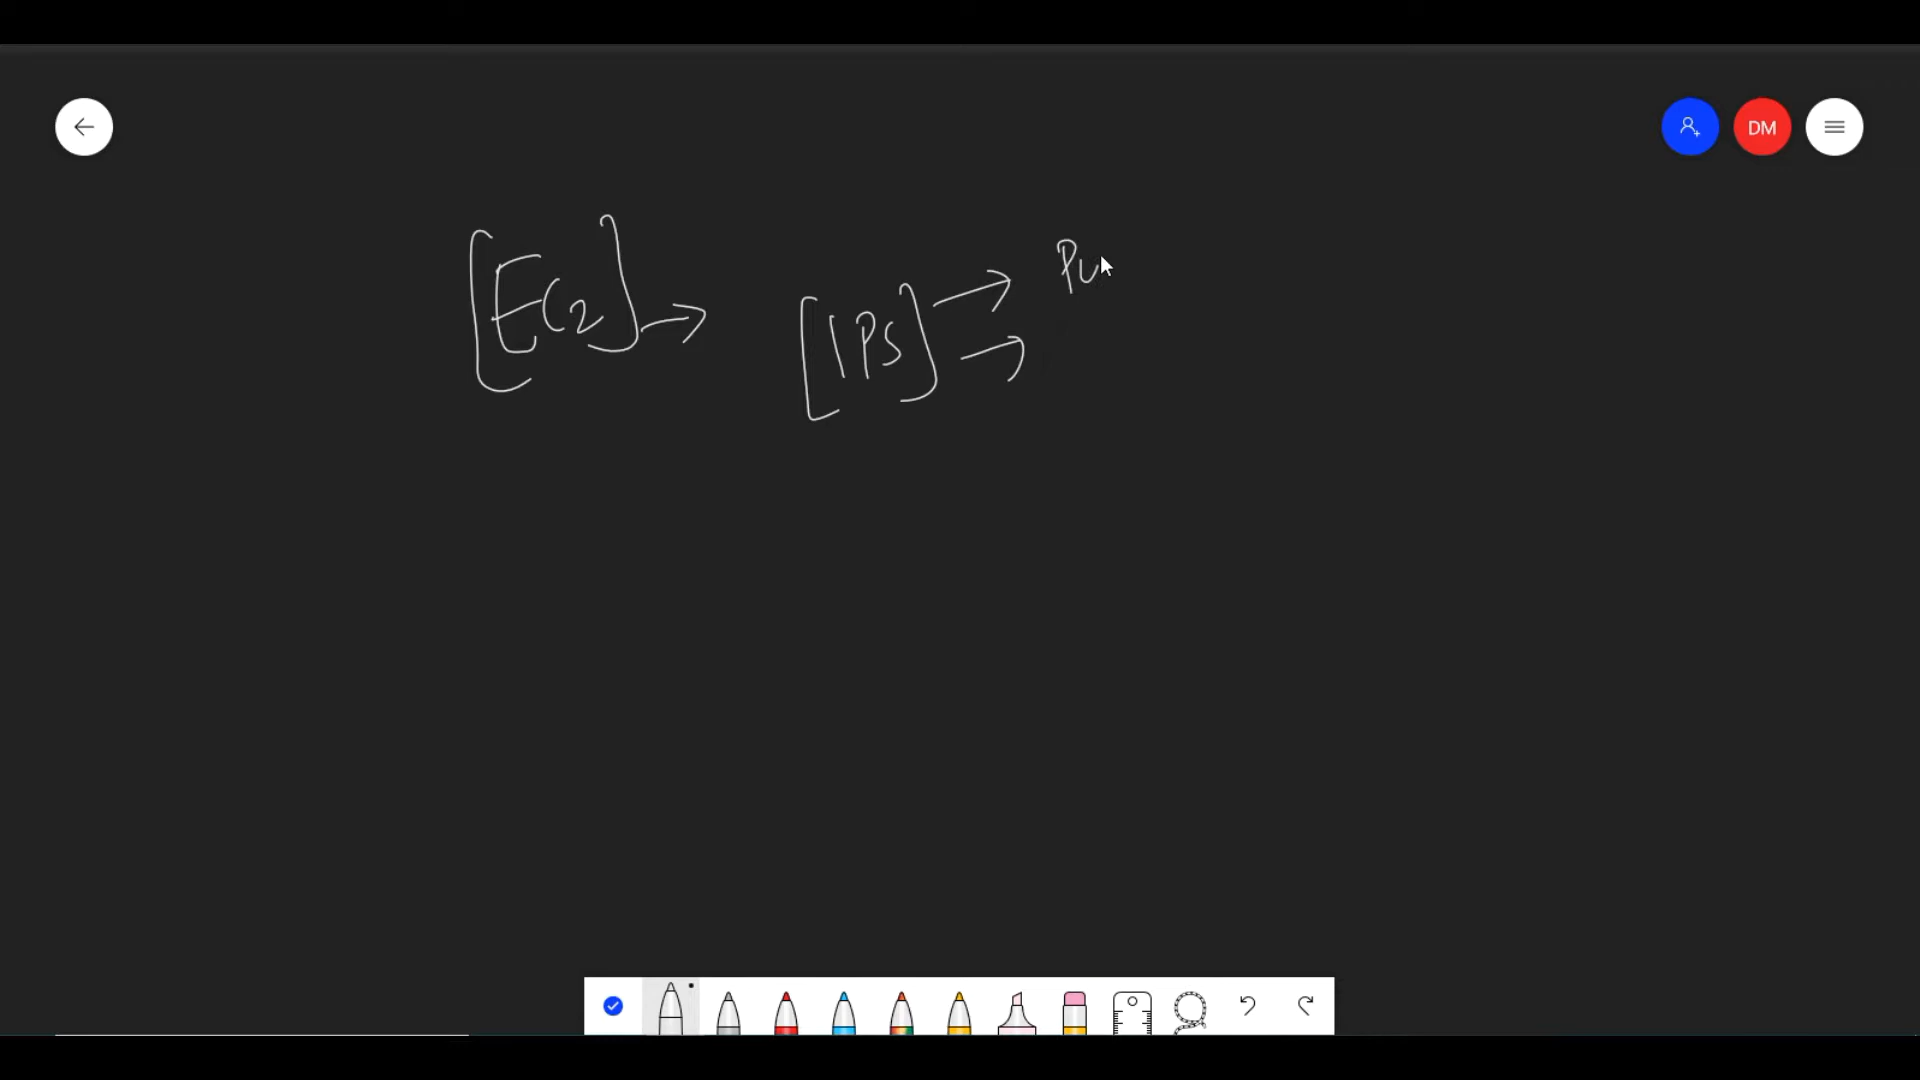 DM
[EC2] → [IPS] → Pu
→